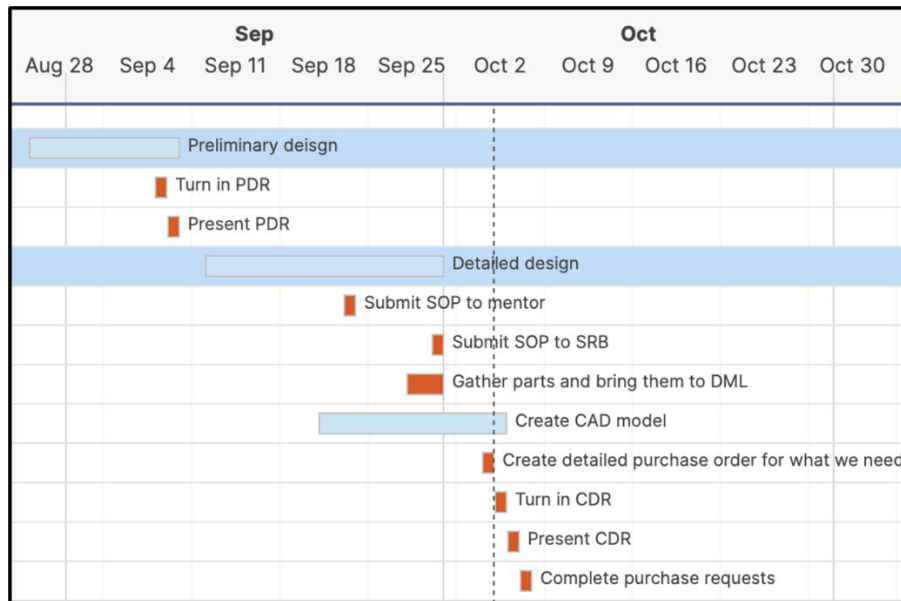 Sep Oct
Aug 28 Sep 4 Sep 11 Sep 18 Sep 25 Oct 2 Oct 9 Oct 16 Oct 23 Oct 30
Preliminary deisgn
Turn in PDR
Present PDR
Detailed design
Submit SOP to mentor
Submit SOP to SRB
Gather parts and bring them to DML
Create CAD model
Create detailed purchase order for what we need
Turn in CDR
Present CDR
Complete purchase requests